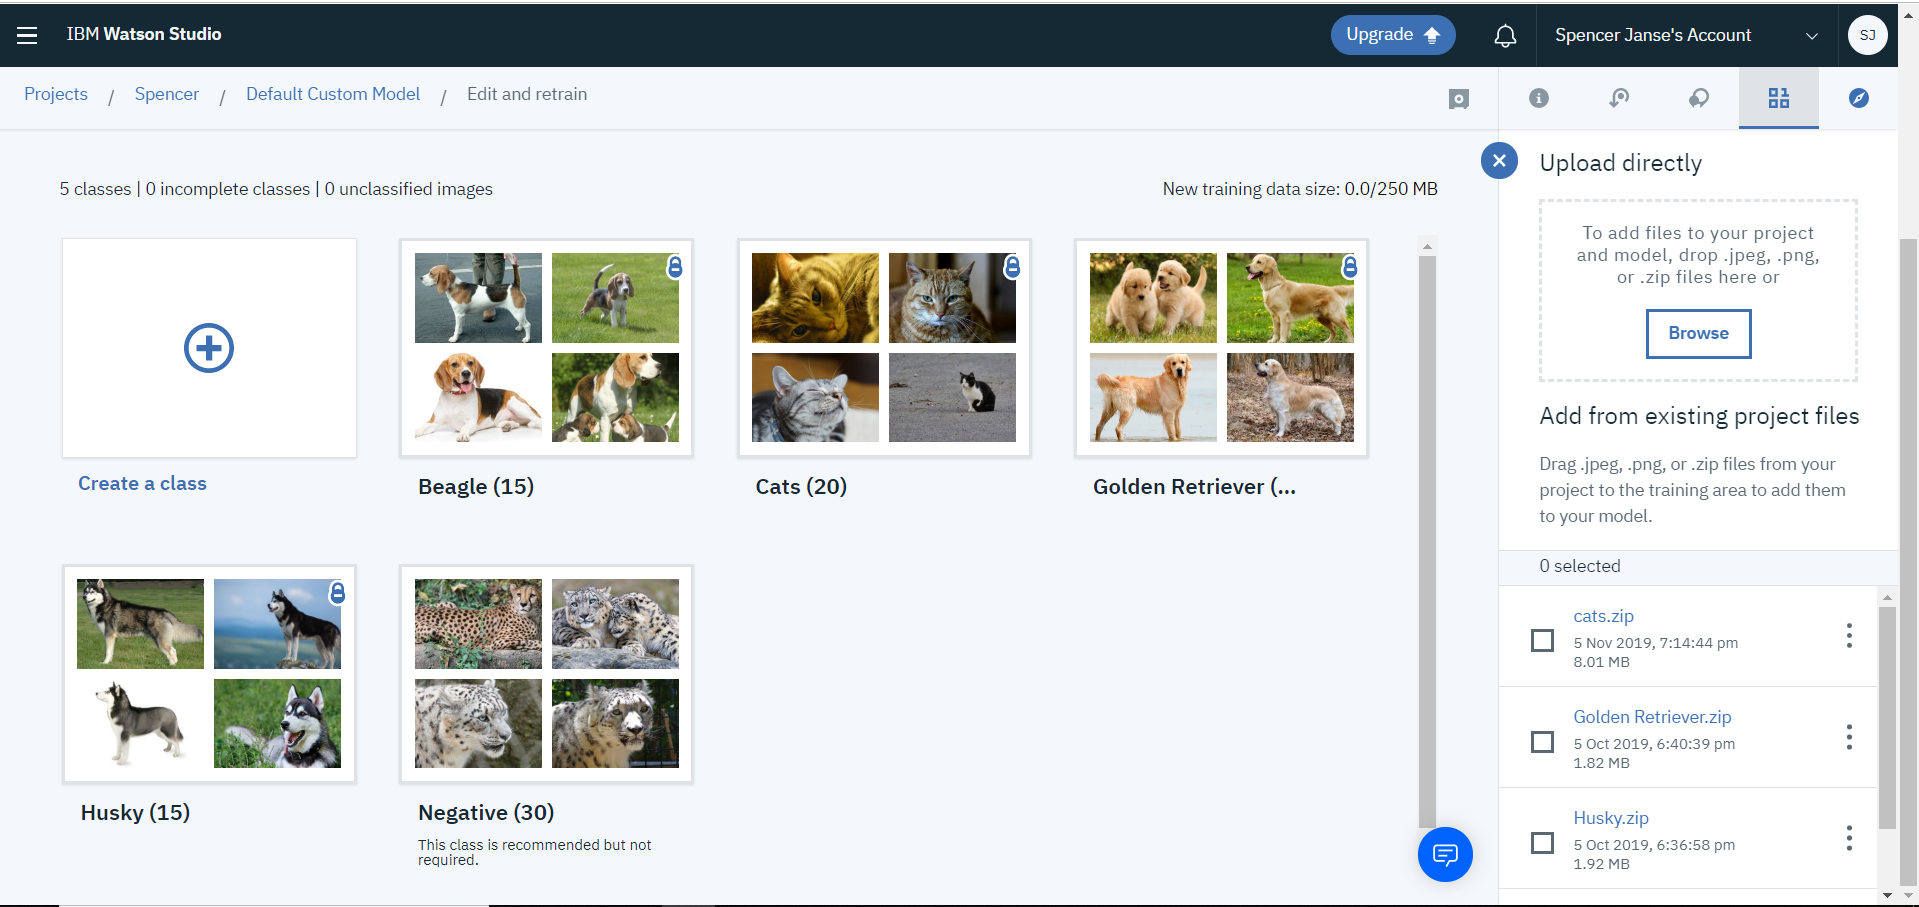 IBM Watson Studio
Upgrade
Spencer Janse's Account
SJ
Projects / Spencer / Default Custom Model / Edit and retrain
5 classes | 0 incomplete classes | 0 unclassified images
New training data size: 0.0/250 MB
Create a class
Beagle (15)
Cats (20)
Golden Retriever (...
Husky (15)
Negative (30)
This class is recommended but not
required.
Upload directly
To add files to your project
and model, drop .jpeg, .png,
or .zip files here or
Browse
Add from existing project files
Drag .jpeg, .png, or .zip files from your
project to the training area to add them
to your model.
0 selected
cats.zip
5 Nov 2019, 7:14:44 pm
8.01 MB
Golden Retriever.zip
5 Oct 2019, 6:40:39 pm
1.82 MB
Husky.zip
5 Oct 2019, 6:36:58 pm
1.92 MB